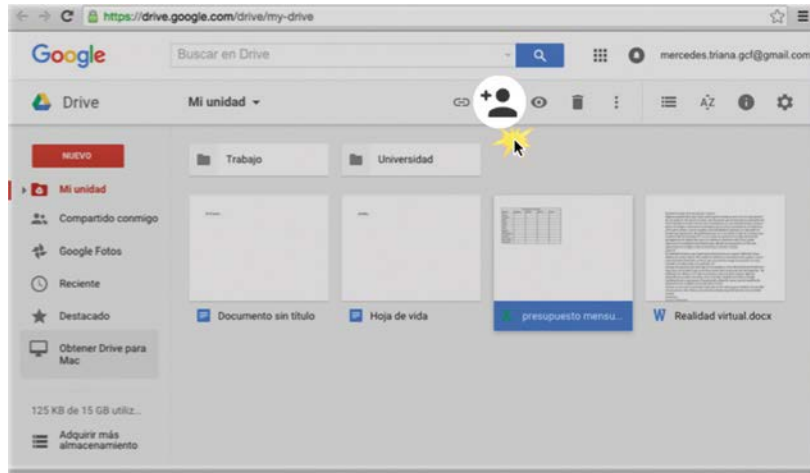 https://drive.google.com/drive/my-drive
Google
Buscar en Drive
mercedes.triana.gcf@gmail.com
Drive
Mi unidad
AZ
NUEVO
Trabajo
Universidad
Mi unidad
Compartido conmigo
Google Fotos
Reciente
Destacado
Documento sin título
Hoja de vida
presupuesto mensu...
W Realidad virtual.docx
Obtener Drive para
Mac
125 KB de 15 GB utiliz...
Adquirir más
almacenamiento